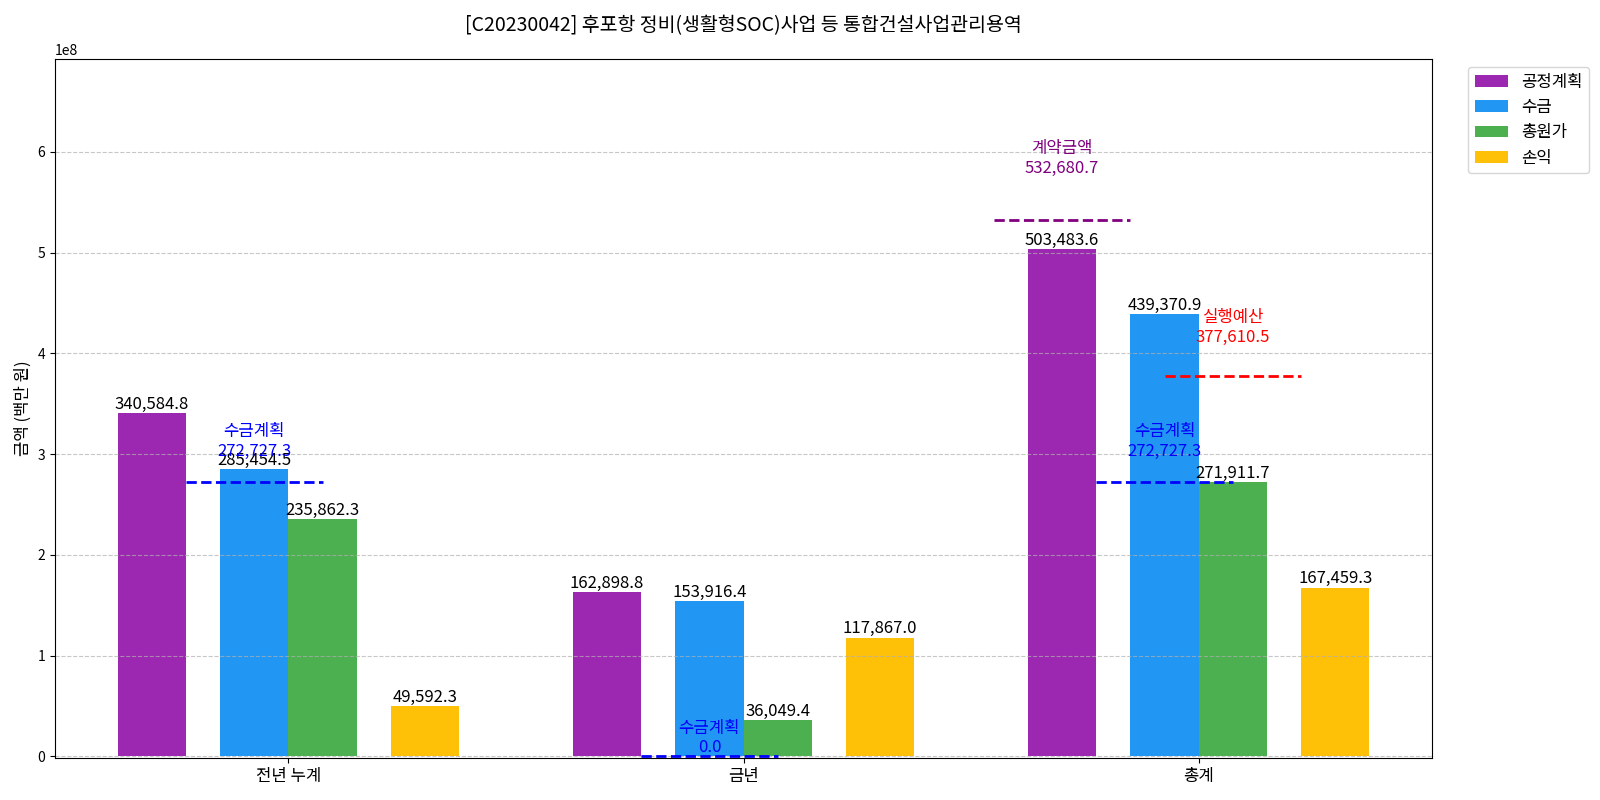 [C20230042] 후포항 정비(생활형SOC)사업 등 통합건설사업관리용역
1e8
공정계획
수금
총원가
손익
금액 (백만 원)
6
5
4
3
2
1
0
340,584.8
수금계획
272,727.3
285,454.5
235,862.3
49,592.3
162,898.8
153,916.4
수금계획
0.0
36,049.4
117,867.0
계약금액
532,680.7
503,483.6
439,370.9
실행예산
377,610.5
수금계획
272,727.3
271,911.7
167,459.3
전년 누계
금년
총계